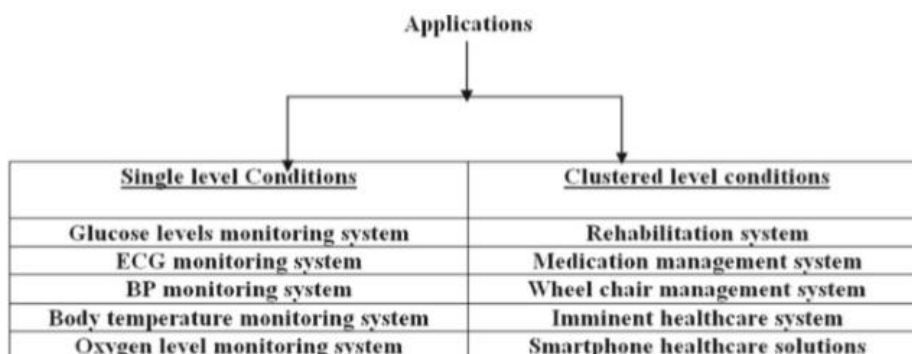 Applications
Single level Conditions Clustered level conditions
Glucose levels monitoring system Rehabilitation system
ECG monitoring system Medication management system
BP monitoring system Wheel chair management system
Body temperature monitoring system Imminent healthcare system
Oxygen level monitoring system Smartphone healthcare solutions